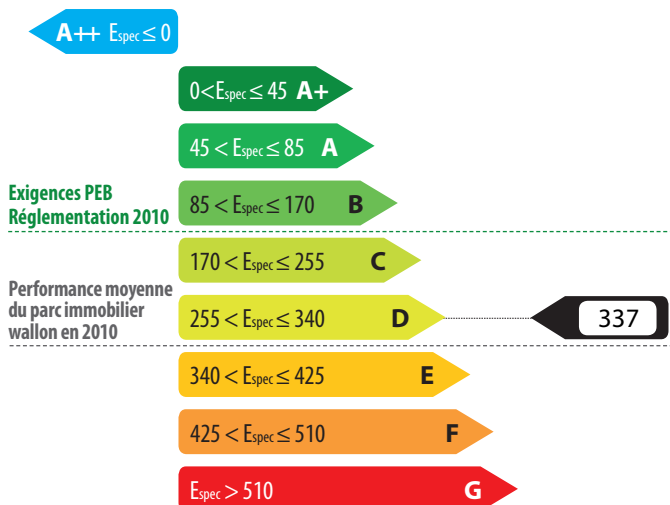 A++ Espec ≤ 0
0 < Espec ≤ 45 A+
45 < Espec ≤ 85 A
Exigences PEB
Réglementation 2010
85 < Espec ≤ 170 B
170 < Espec ≤ 255 C
Performance moyenne
du parc immobilier
wallon en 2010
255 < Espec ≤ 340 D
337
340 < Espec ≤ 425 E
425 < Espec ≤ 510 F
Espec > 510 G